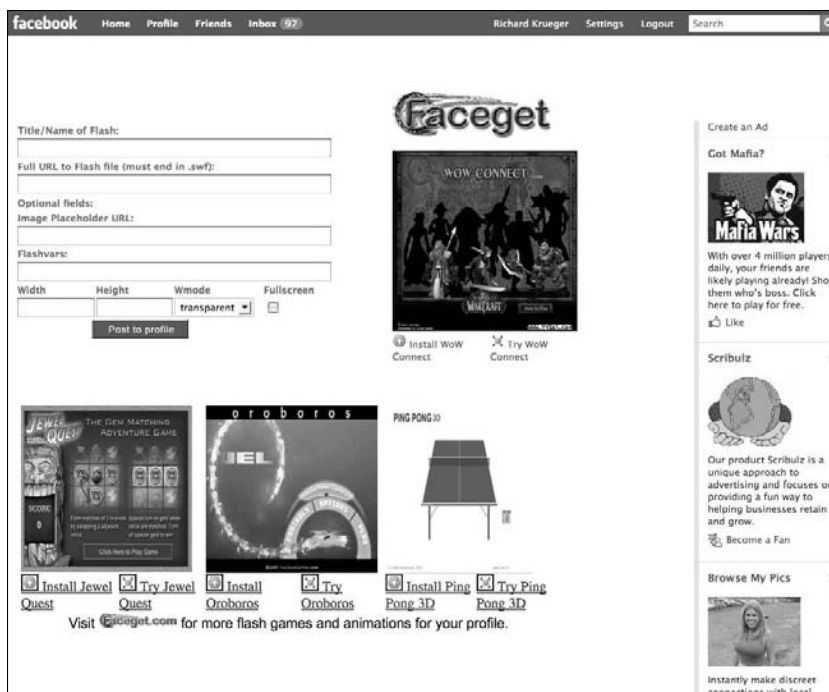 facebook Home Profile Friends Inbox 97 Richard Krueger Settings Logout Search
Title/Name of Flash:
Full URL to Flash file (must end in .swf):
Optional fields:
Image Placeholder URL:
Flashvars:
Width Height Wmode Fullscreen
transparent
Post to profile
Faceget
WOW CONNECT
WARCRAFT
Install WoW
Connect
Try WoW
Connect
JEWEL
QUEST
THE GEM MATCHING
ADVENTURE GAME
SCORE
0
Click Here to Play Game
Install Jewel
Quest
Try Jewel
Quest
oroboros
Install
Oroboros
Try
Oroboros
PING PONG 3D
Install Ping
Pong 3D
Try Ping
Pong 3D
Visit Faceget.com for more flash games and animations for your profile.
Create an Ad
Got Mafia?
Mafia Wars
With over 4 million players
daily, your friends are
likely playing already! Sho
them who's boss. Click
here to play for free.
Like
Scribulz
Our product Scribulz is a
unique approach to
advertising and focuses on
providing a fun way to
helping businesses retain
and grow.
Become a Fan
Browse My Pics
Instantly make discreet
connections with local